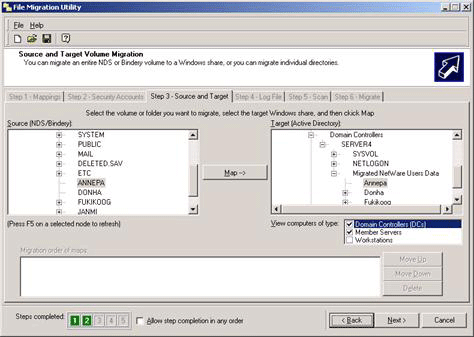 File Migration Utility
File Help
Source and Target Volume Migration
You can migrate an entire NDS or Bindery volume to a Windows share, or you can migrate individual directories.
Step 1 - Mappings
Step 2 - Security Accounts
Step 3 - Source and Target
Step 4 - Log File
Step 5 - Scan
Step 6 - Migrate
Select the volume or folder you want to migrate, select the target Windows share, and then click Map
Source (NDS/Bindery):
SYSTEM
PUBLIC
MAIL
DELETED.SAV
ETC
ANNEPA
DONHA
FUKIKOOG
JANMI
(Press F5 on a selected node to refresh)
Map -->
Target (Active Directory):
Domain Controllers
SERVER4
SYSVOL
NETLOGON
Migrated NetWare Users Data
Annepa
Donha
Fukikoog
View computers of type:
Domain Controllers (DCs)
Member Servers
Workstations
Migration order of maps:
Move Up
Move Down
Delete
Steps completed:
1 2 3 4 5
Allow step completion in any order
< Back
Next >
Cancel